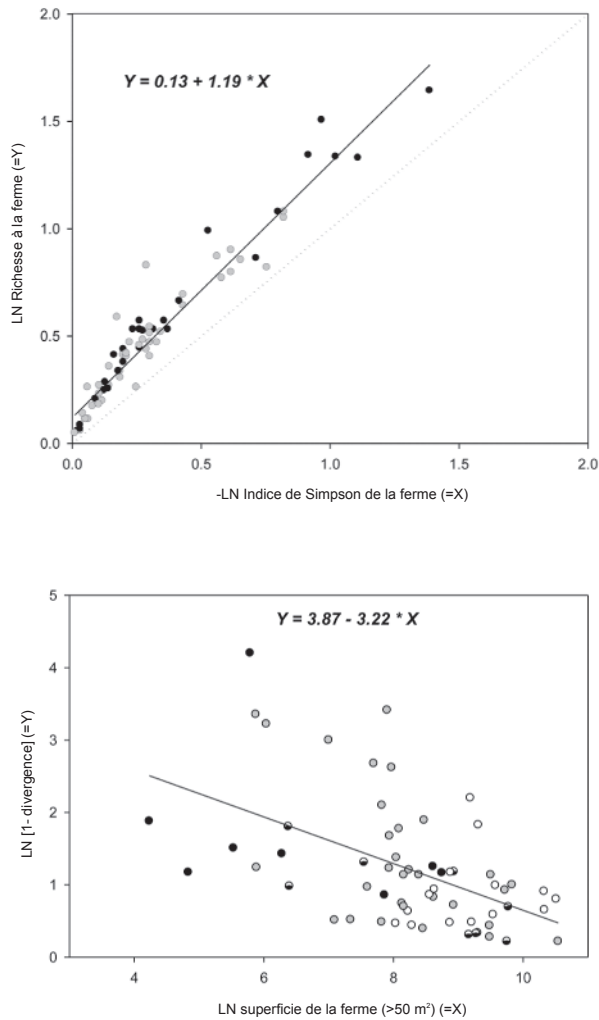 2.0
Y = 0.13 + 1.19 * X
1.5
1.0
0.5
0.0
LN Richesse à la ferme (=Y)
0.0 0.5 1.0 1.5 2.0
-LN Indice de Simpson de la ferme (=X)
5
Y = 3.87 - 3.22 * X
4
3
2
1
0
LN [1- divergence] (=Y)
4 6 8 10
LN superficie de la ferme (>50 m²) (=X)